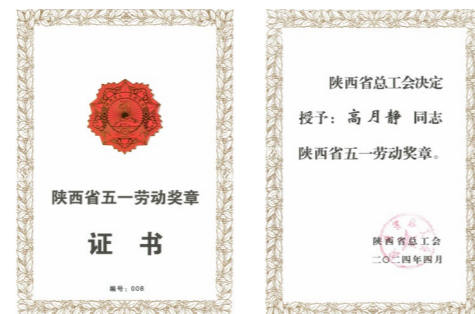 陕西省五一劳动奖章
证 书
编号：008
陕西省总工会决定
授予：高月静 同志
陕西省五一劳动奖章。
陕西省总工会
二〇二四年四月